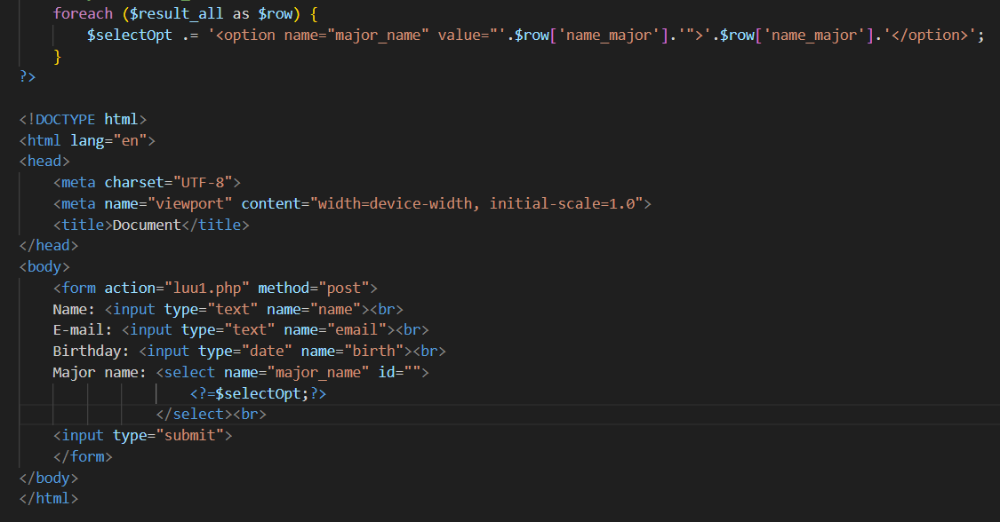 foreach ($result_all as $row) {
$selectOpt .= '<option name="major_name" value="'.$row['name_major'].'">'.$row['name_major'].'</option>';
}
?>
<!DOCTYPE html>
<html lang="en">
<head>
<meta charset="UTF-8">
<meta name="viewport" content="width=device-width, initial-scale=1.0">
<title>Document</title>
</head>
<body>
<form action="luu1.php" method="post">
Name: <input type="text" name="name"><br>
E-mail: <input type="text" name="email"><br>
Birthday: <input type="date" name="birth"><br>
Major name: <select name="major_name" id="">
<?=$selectOpt;?>
</select><br>
<input type="submit">
</form>
</body>
</html>